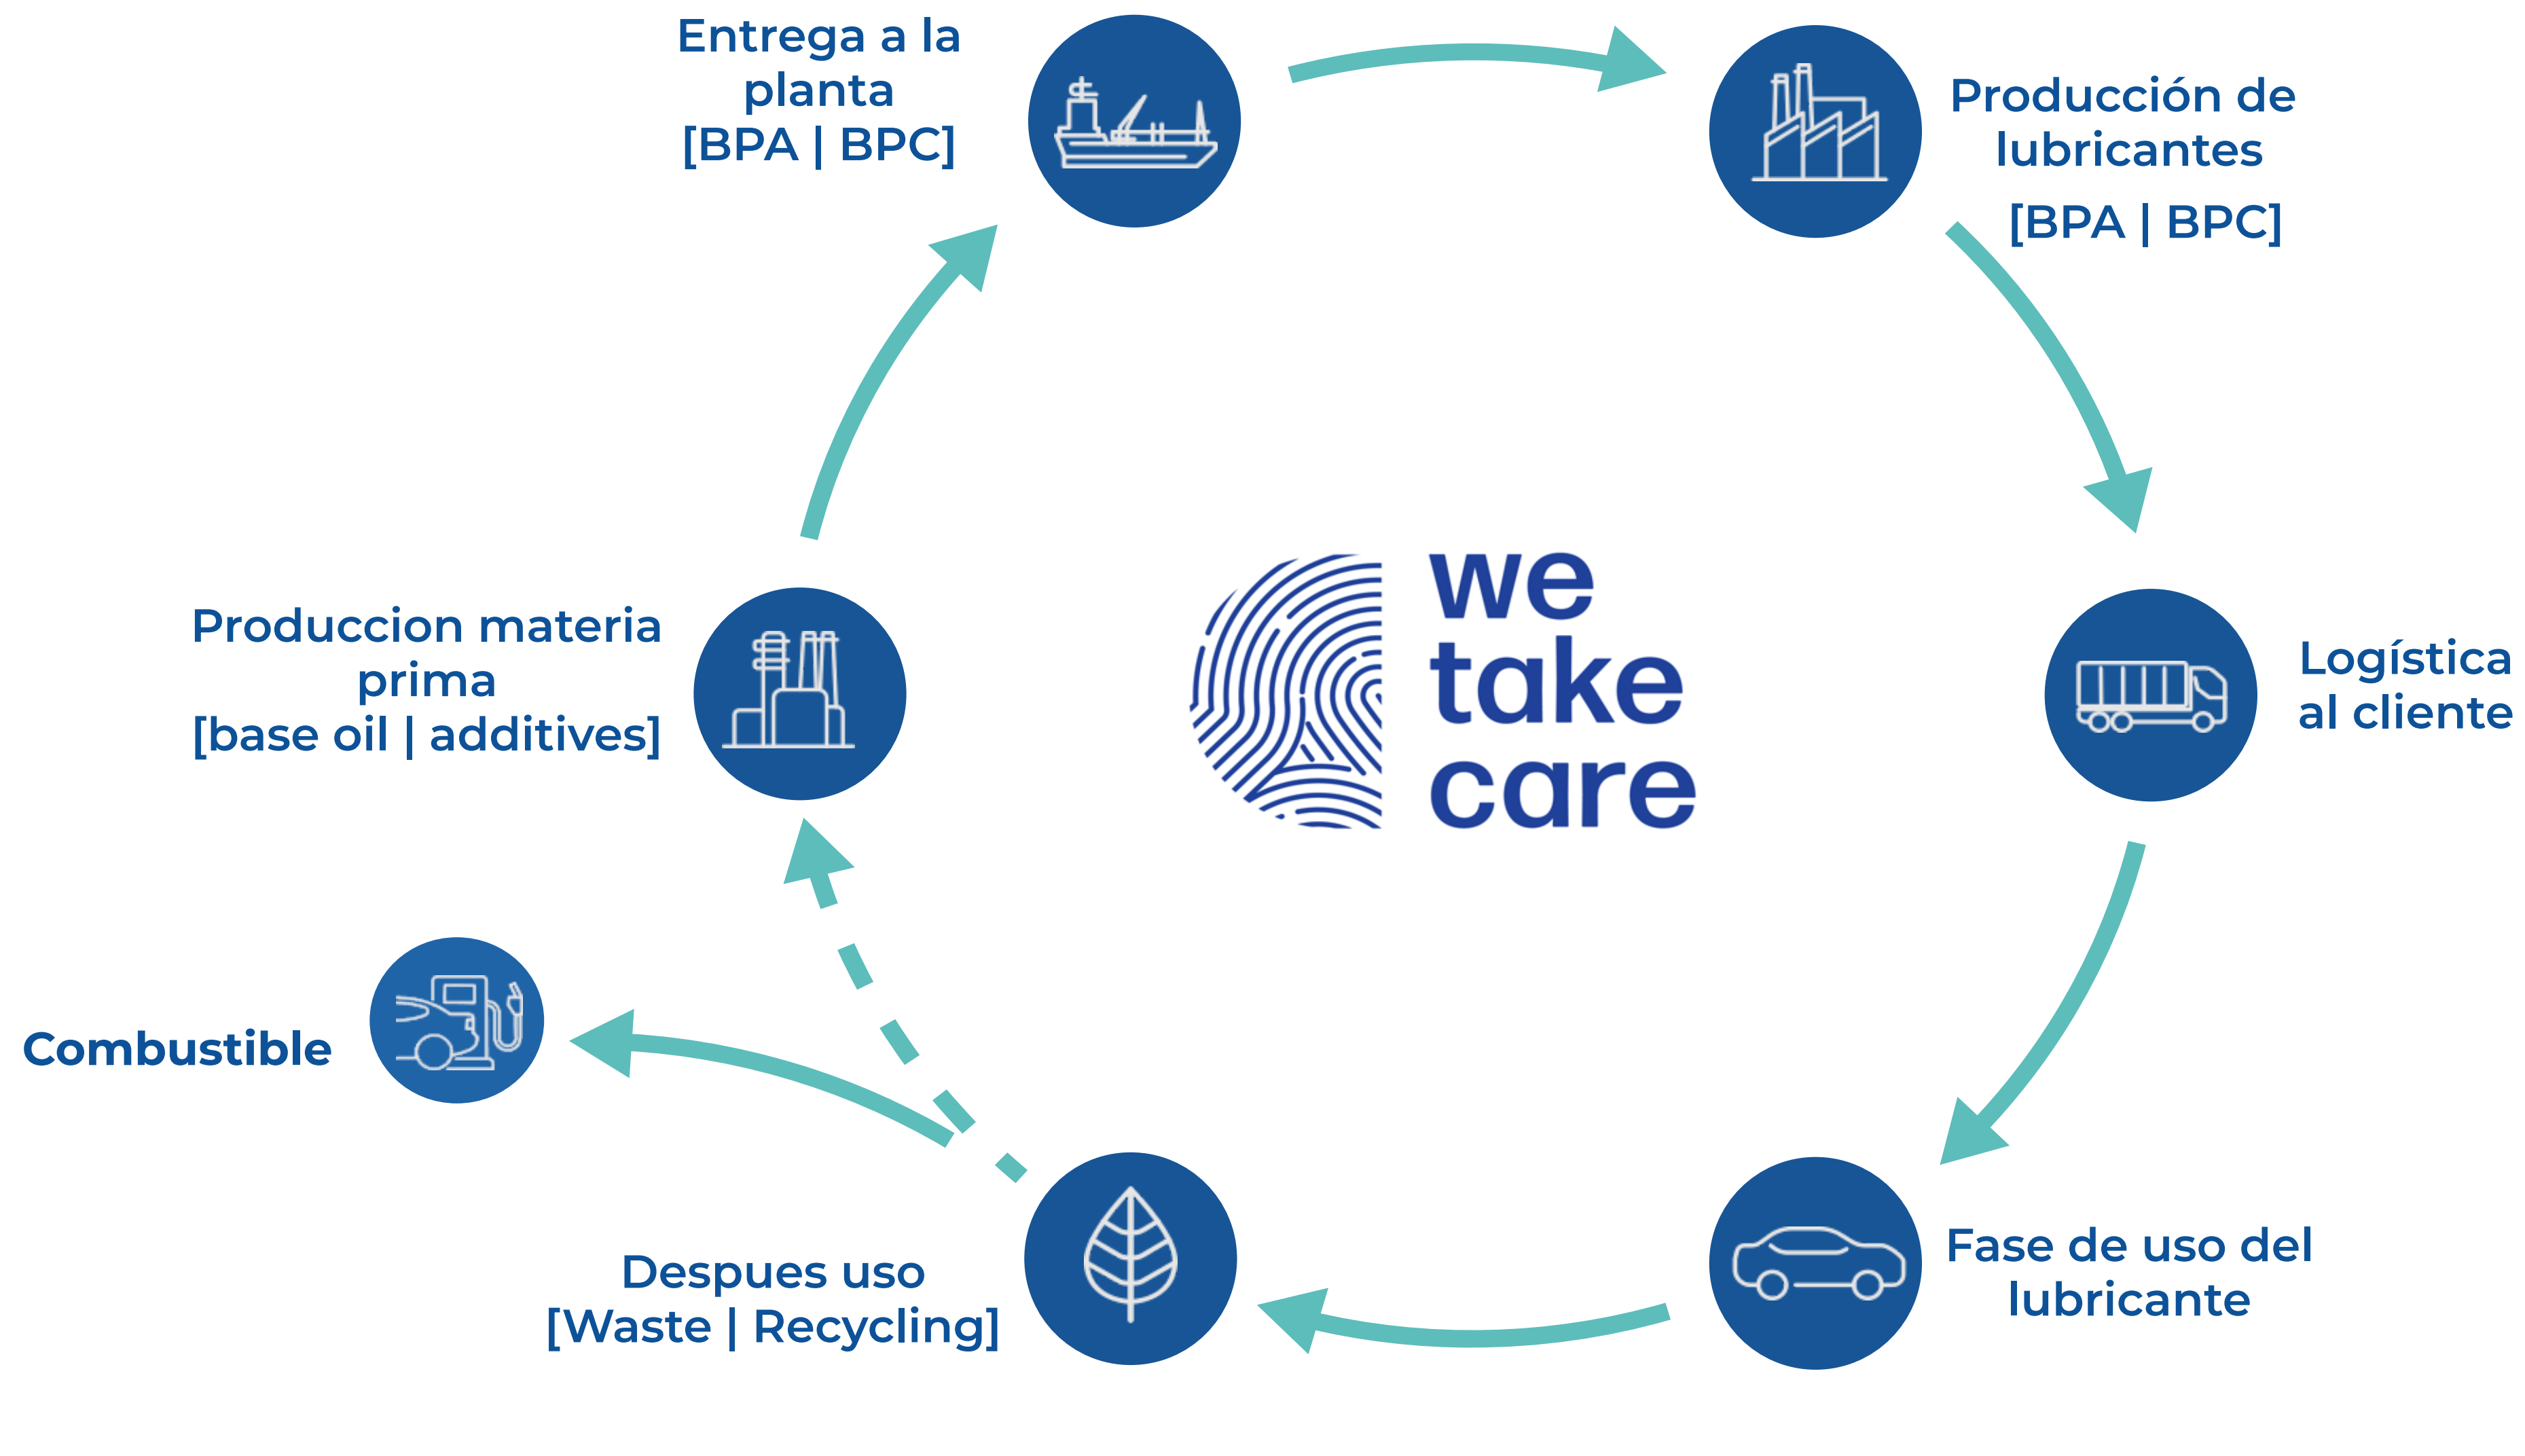 Entrega a la
planta
[BPA | BPC]
Producción de
lubricantes
[BPA | BPC]
Logística
al cliente
Fase de uso del
lubricante
Despues uso
[Waste | Recycling]
Combustible
Produccion materia
prima
[base oil | additives]
we
take
care